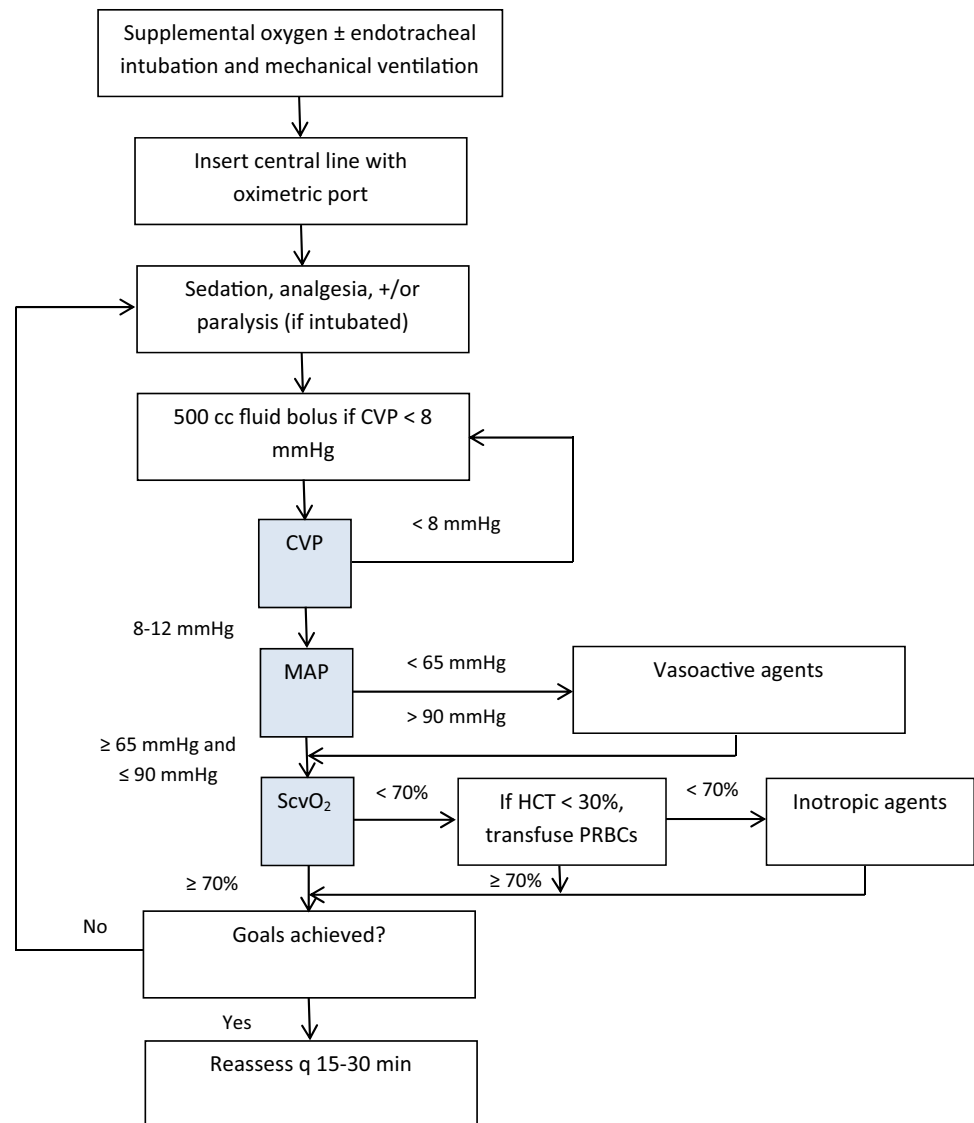 Supplemental oxygen ± endotracheal
intubation and mechanical ventilation
Insert central line with
oximetric port
Sedation, analgesia, +/or
paralysis (if intubated)
500 cc fluid bolus if CVP < 8
mmHg
CVP
< 8 mmHg
8-12 mmHg
MAP
< 65 mmHg
> 90 mmHg
Vasoactive agents
≥ 65 mmHg and
≤ 90 mmHg
ScvO₂
< 70%
If HCT < 30%,
transfuse PRBCs
< 70%
Inotropic agents
≥ 70%
≥ 70%
No
Goals achieved?
Yes
Reassess q 15-30 min